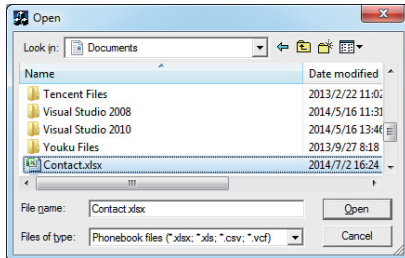 Open
Look in: Documents
Name Date modified
Tencent Files 2013/2/22 11:02
Visual Studio 2008 2014/5/16 11:31
Visual Studio 2010 2014/5/16 13:46
Youku Files 2013/9/27 8:18
Contact.xlsx 2014/7/2 16:24
File name: Contact.xlsx Open
Files of type: Phonebook files (*.xlsx; *.xls; *.csv; *.vcf) Cancel